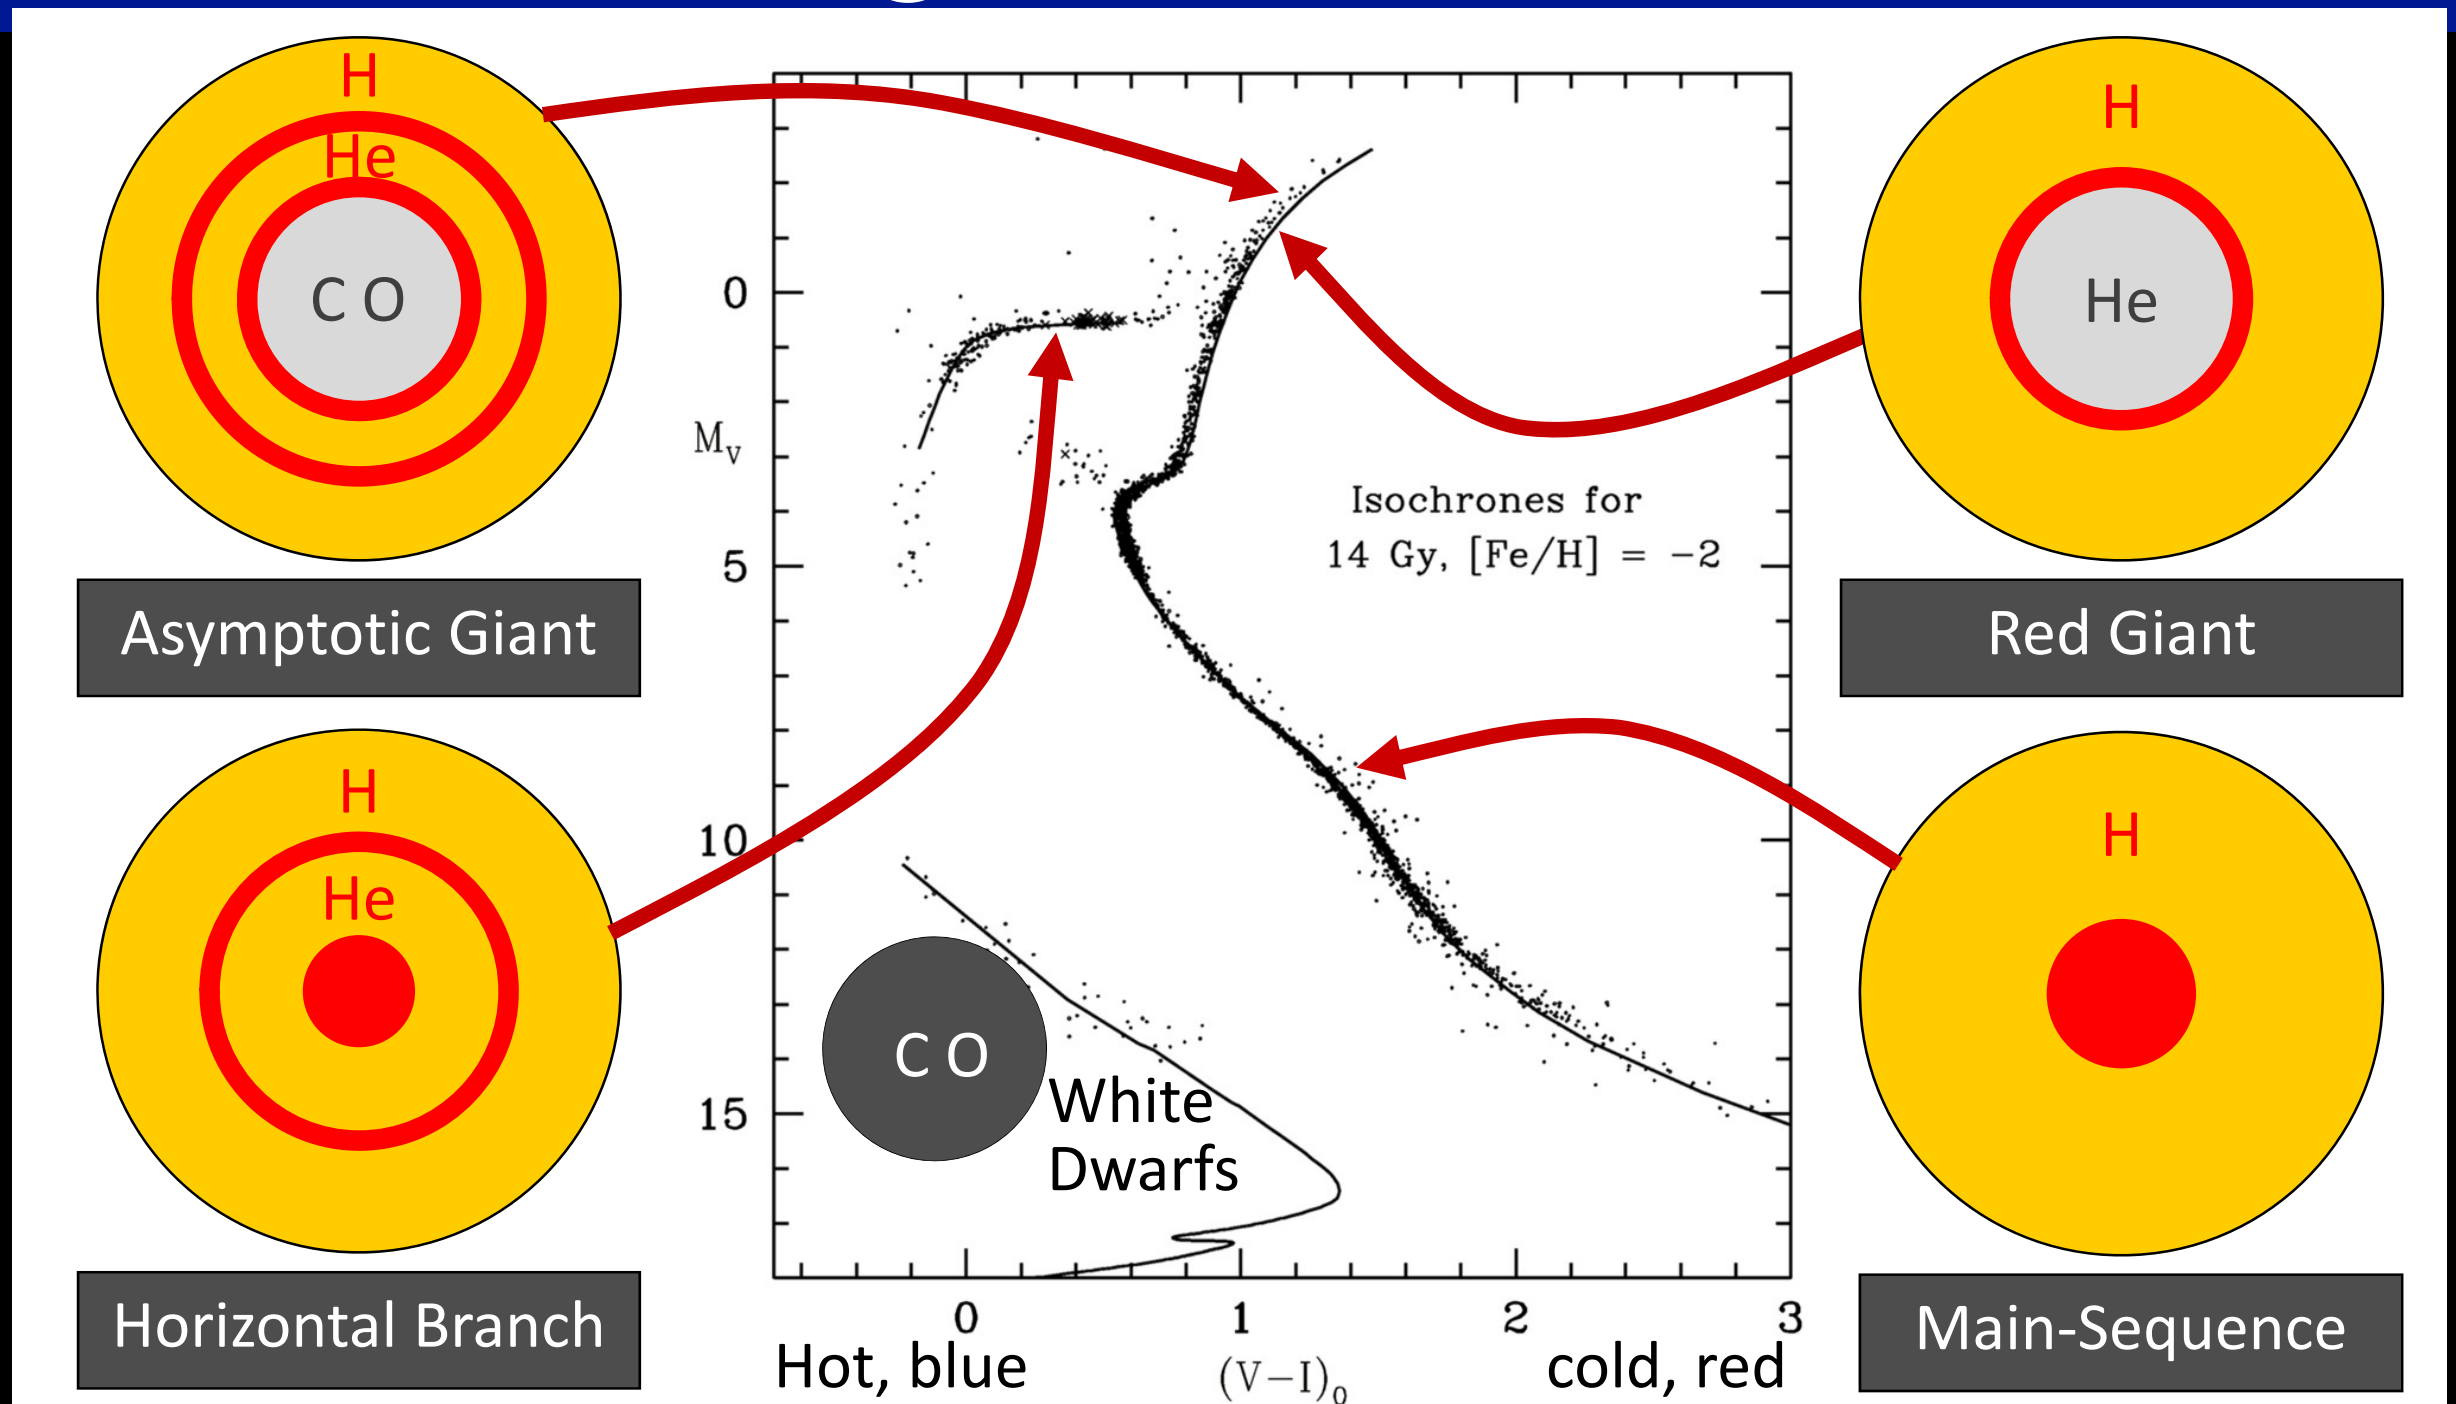 H
He
C O
Asymptotic Giant
H
He
Red Giant
H
He
Horizontal Branch
H
Main-Sequence
0
5
10
15
M_V
Isochrones for
14 Gy, [Fe/H] = −2
C O
White
Dwarfs
0 1 2 3
Hot, blue
(V−I)₀
cold, red